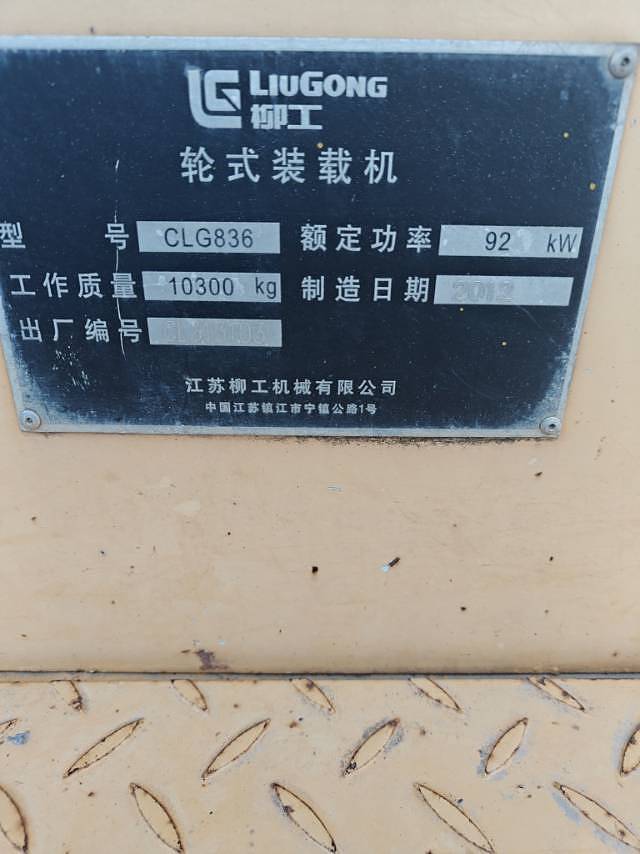 LG LIUGONG
柳工
轮式装载机
型 号 CLG836 额定功率 92 kW
工作质量 10300 kg 制造日期 2012
出厂编号
江苏柳工机械有限公司
中国江苏镇江市宁镇公路1号